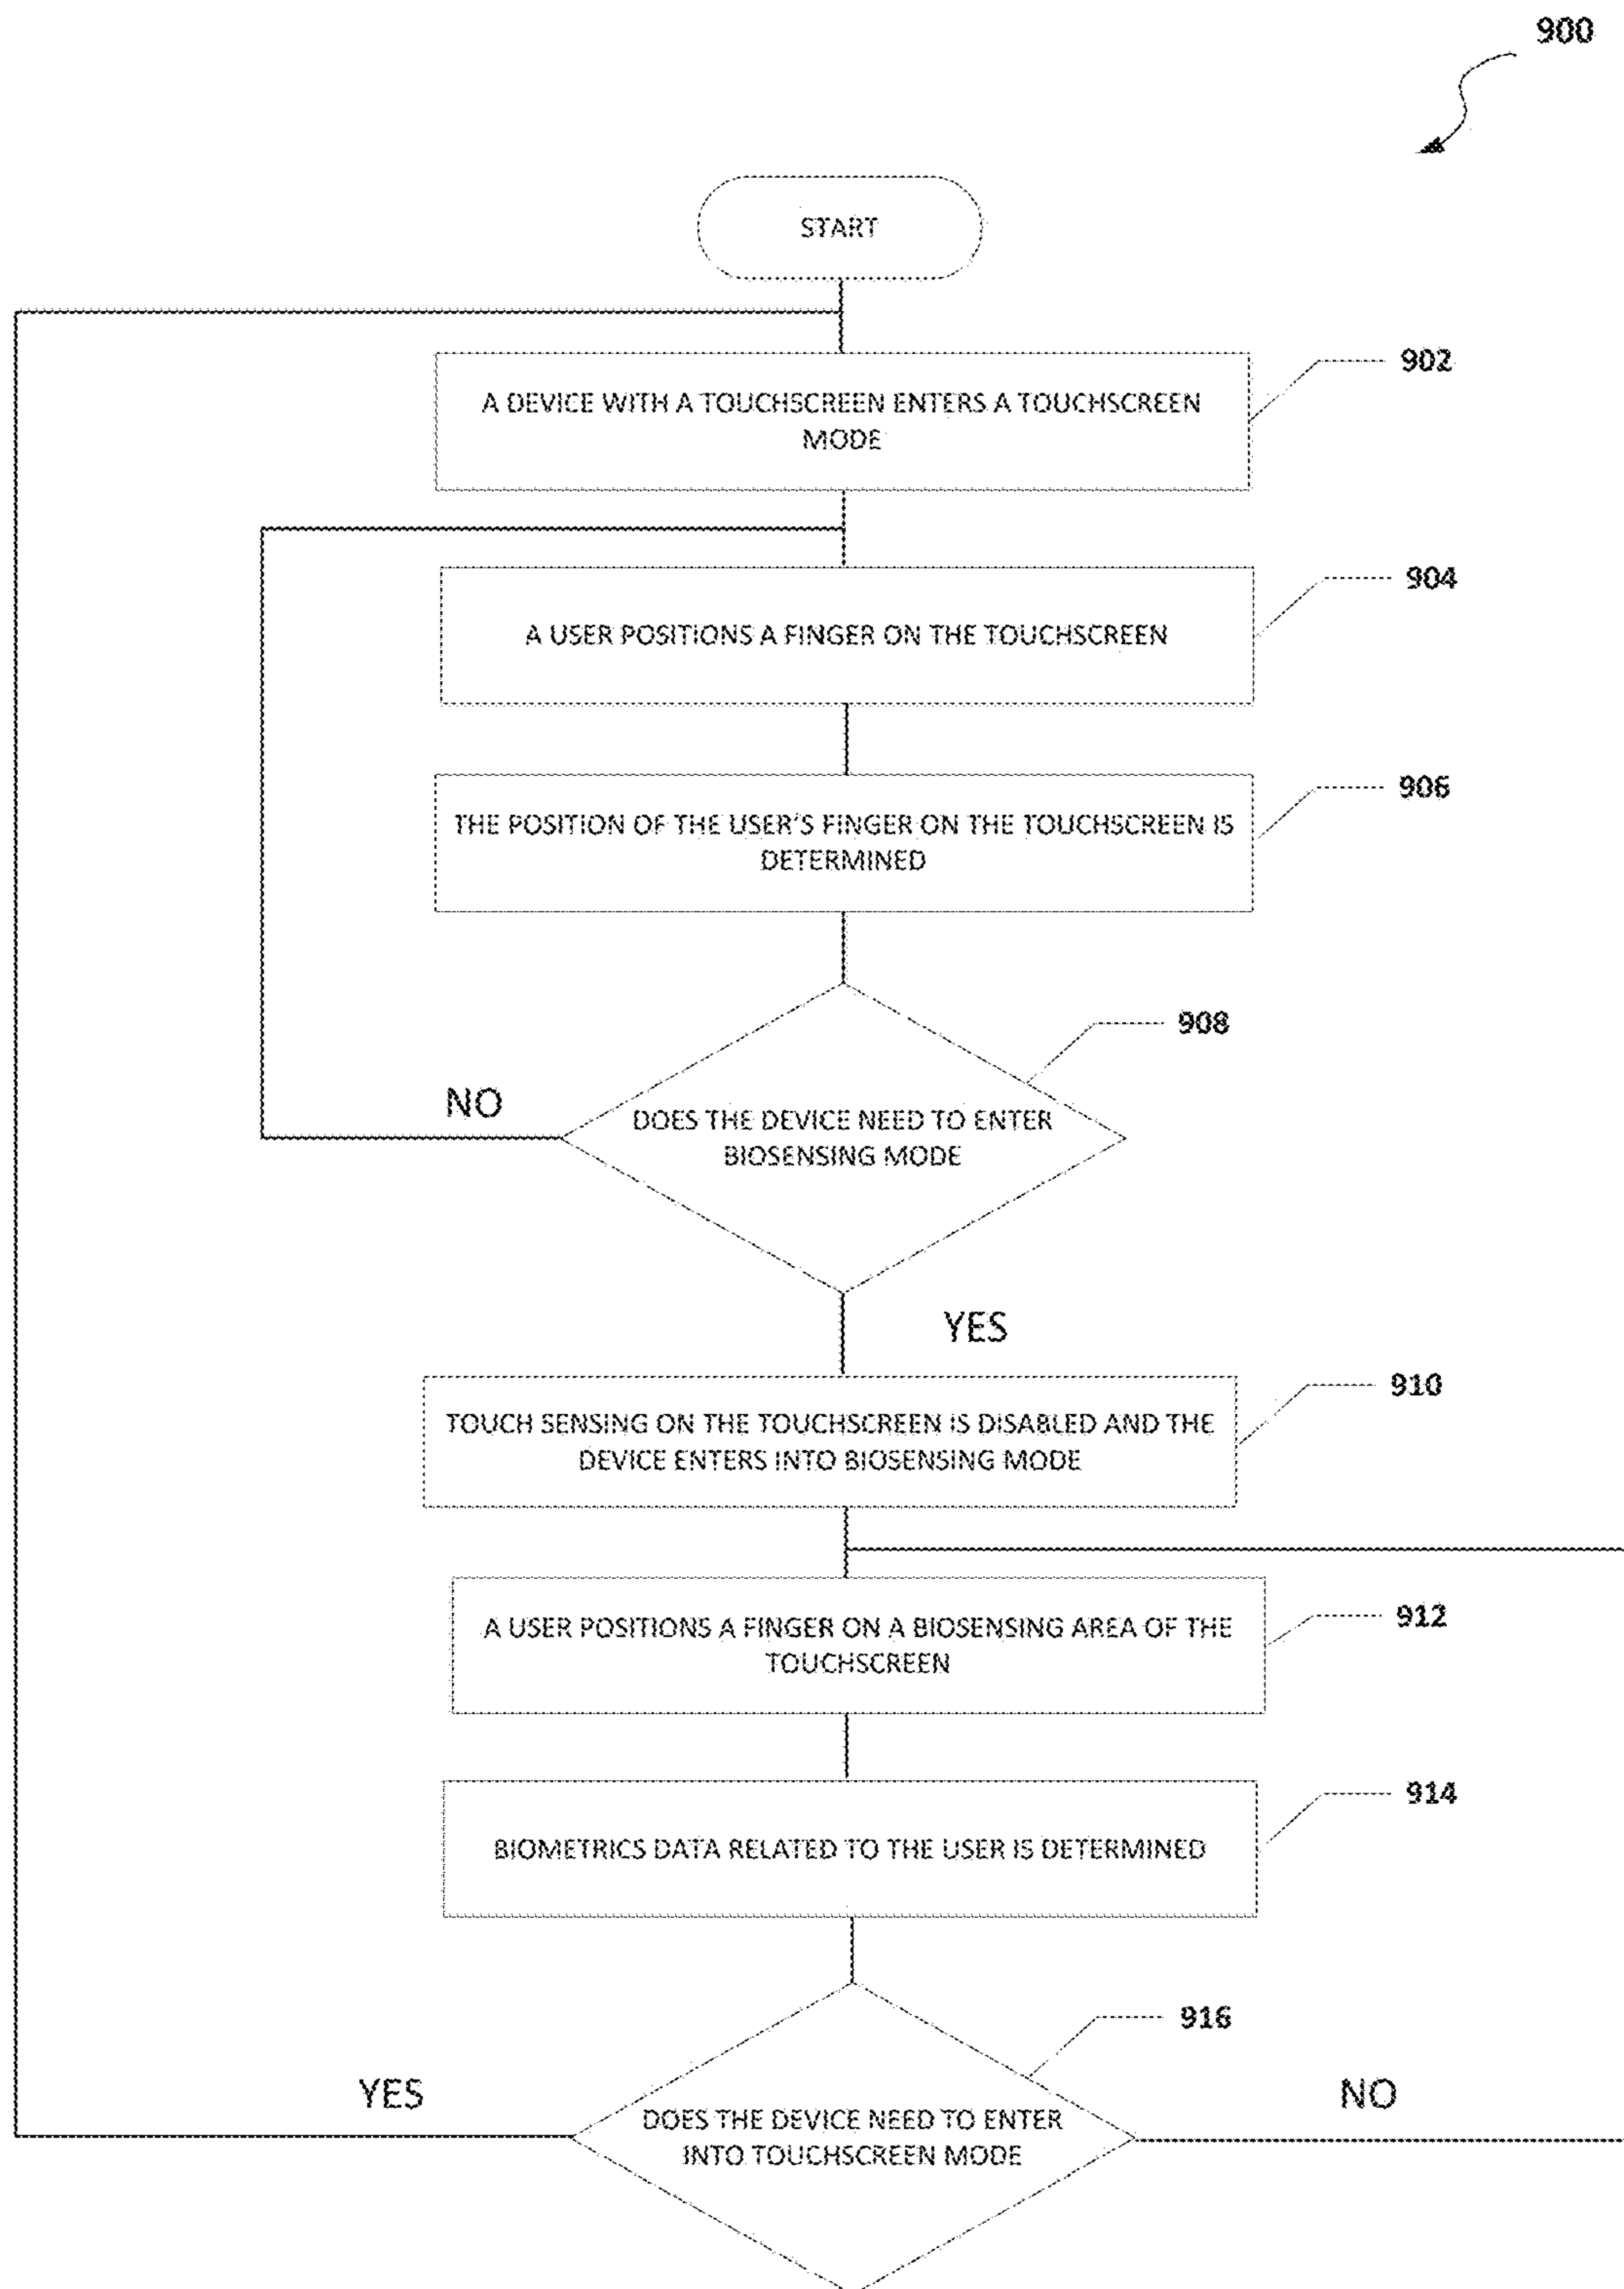 900
START
902
A DEVICE WITH A TOUCHSCREEN ENTERS A TOUCHSCREEN
MODE
904
A USER POSITIONS A FINGER ON THE TOUCHSCREEN
906
THE POSITION OF THE USER'S FINGER ON THE TOUCHSCREEN IS
DETERMINED
908
NO
DOES THE DEVICE NEED TO ENTER
BIOSENSING MODE
YES
910
TOUCH SENSING ON THE TOUCHSCREEN IS DISABLED AND THE
DEVICE ENTERS INTO BIOSENSING MODE
912
A USER POSITIONS A FINGER ON A BIOSENSING AREA OF THE
TOUCHSCREEN
914
BIOMETRICS DATA RELATED TO THE USER IS DETERMINED
916
YES
NO
DOES THE DEVICE NEED TO ENTER
INTO TOUCHSCREEN MODE